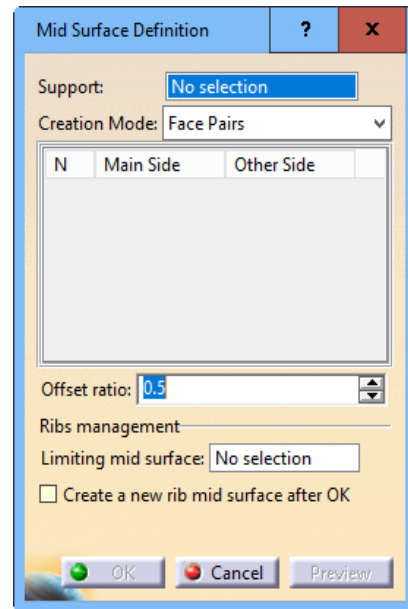 Mid Surface Definition ? x
Support: No selection
Creation Mode: Face Pairs
N Main Side Other Side
Offset ratio: 0.5
Ribs management
Limiting mid surface: No selection
Create a new rib mid surface after OK
OK Cancel Preview